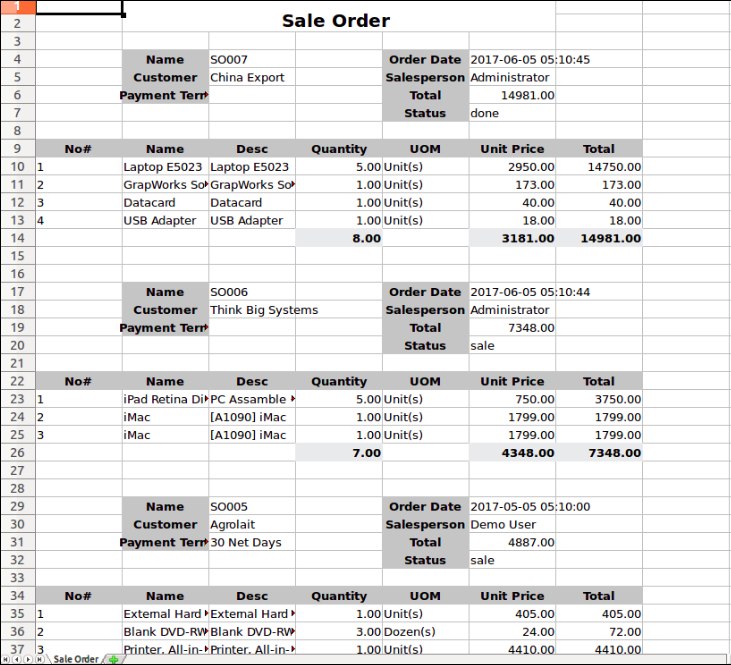 1
2 Sale Order
3
4 Name SO007 Order Date 2017-06-05 05:10:45
5 Customer China Export Salesperson Administrator
6 Payment Term Total 14981.00
7 Status done
8
9 No# Name Desc Quantity UOM Unit Price Total
10 1 Laptop E5023 Laptop E5023 5.00 Unit(s) 2950.00 14750.00
11 2 GrapWorks So GrapWorks So 1.00 Unit(s) 173.00 173.00
12 3 Datacard Datacard 1.00 Unit(s) 40.00 40.00
13 4 USB Adapter USB Adapter 1.00 Unit(s) 18.00 18.00
14 8.00 3181.00 14981.00
15
16
17 Name SO006 Order Date 2017-06-05 05:10:44
18 Customer Think Big Systems Salesperson Administrator
19 Payment Term Total 7348.00
20 Status sale
21
22 No# Name Desc Quantity UOM Unit Price Total
23 1 iPad Retina Di PC Assamble 5.00 Unit(s) 750.00 3750.00
24 2 iMac [A1090] iMac 1.00 Unit(s) 1799.00 1799.00
25 3 iMac [A1090] iMac 1.00 Unit(s) 1799.00 1799.00
26 7.00 4348.00 7348.00
27
28
29 Name SO005 Order Date 2017-05-05 05:10:00
30 Customer Agrolait Salesperson Demo User
31 Payment Term 30 Net Days Total 4887.00
32 Status sale
33
34 No# Name Desc Quantity UOM Unit Price Total
35 1 External Hard External Hard 1.00 Unit(s) 405.00 405.00
36 2 Blank DVD-RW Blank DVD-RW 3.00 Dozen(s) 24.00 72.00
37 3 Printer, All-in- Printer, All-in- 1.00 Unit(s) 4410.00 4410.00
Sale Order